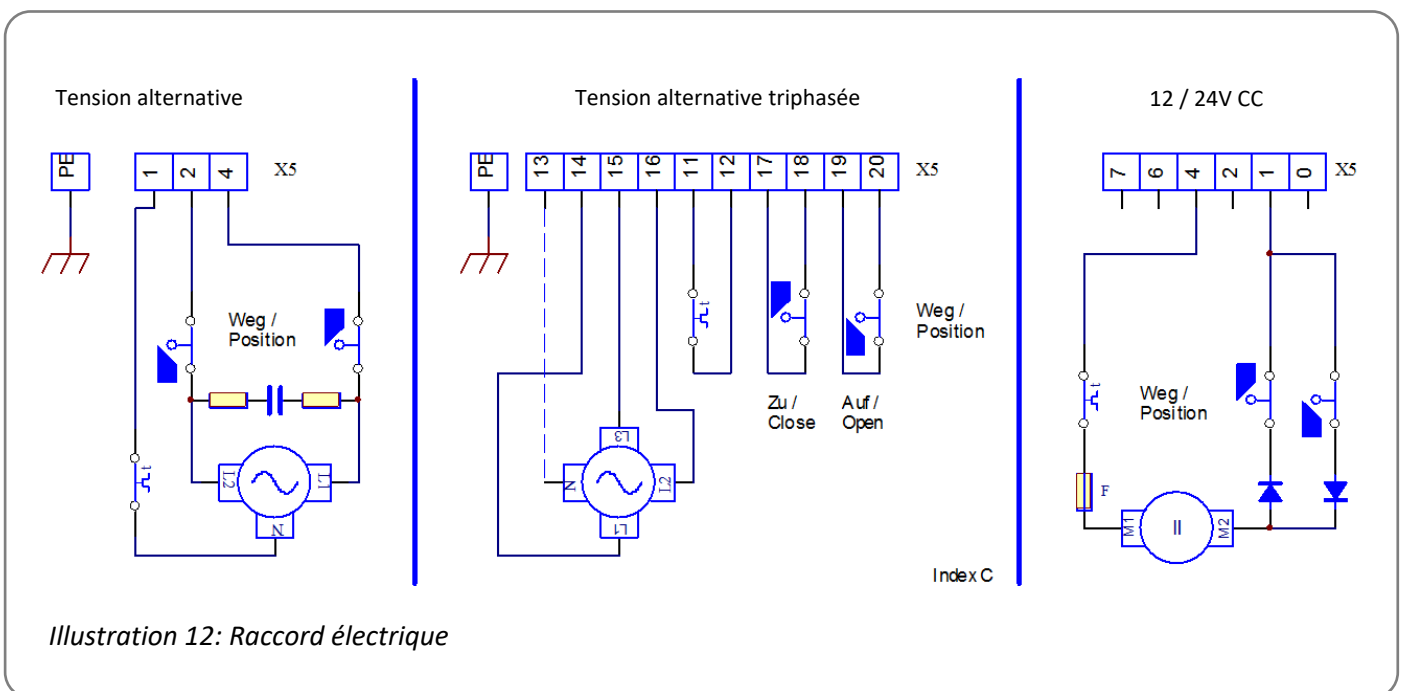 Tension alternative
PE
1 2 4
X5
Weg /
Position
t
L2
L1
N
Tension alternative triphasée
PE
13 14 15 16 11 12 17 18 19 20
X5
t
Weg /
Position
Zu /
Close
Auf /
Open
L3
N
L2
L1
Index C
12 / 24V CC
7 6 4 2 1 0
X5
t
Weg /
Position
F
M1
II
M2
Illustration 12: Raccord électrique